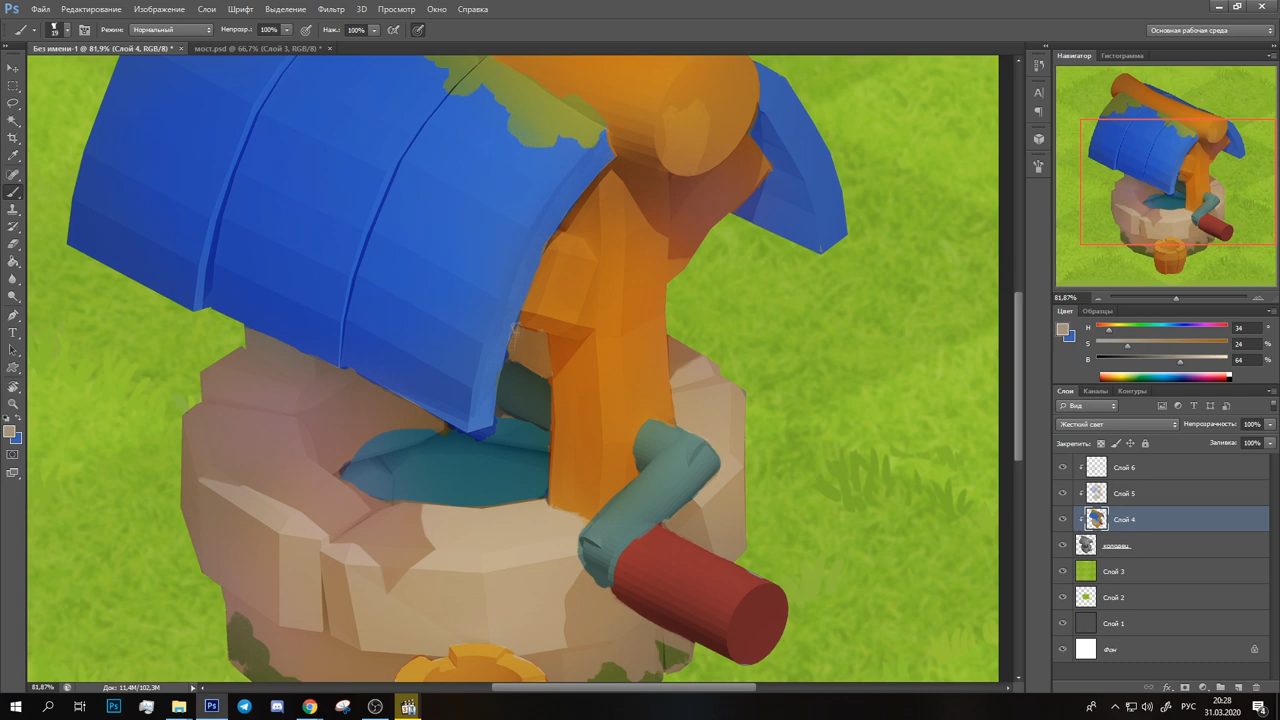 Ps Файл Редактирование Изображение Слои Шрифт Выделение Фильтр 3D Просмотр Окно Справка
19 Режим: Нормальный Непрозр.: 100% Наж.: 100% Основная рабочая среда
Без имени-1 @ 81,9% (Слой 4, RGB/8) * × мост.psd @ 66,7% (Слой 3, RGB/8) * ×
Навигатор Гистограмма
81,87%
Цвет Образцы
H 34
S 24 %
B 64 %
Слои Каналы Контуры
Вид
Жесткий свет Непрозрачность: 100%
Закрепить: Заливка: 100%
Слой 6
Слой 5
Слой 4
колодец
Слой 3
Слой 2
Слой 1
Фон
81,87% Док: 11,4M/102,3M
РУС 20:28
31.03.2020 4